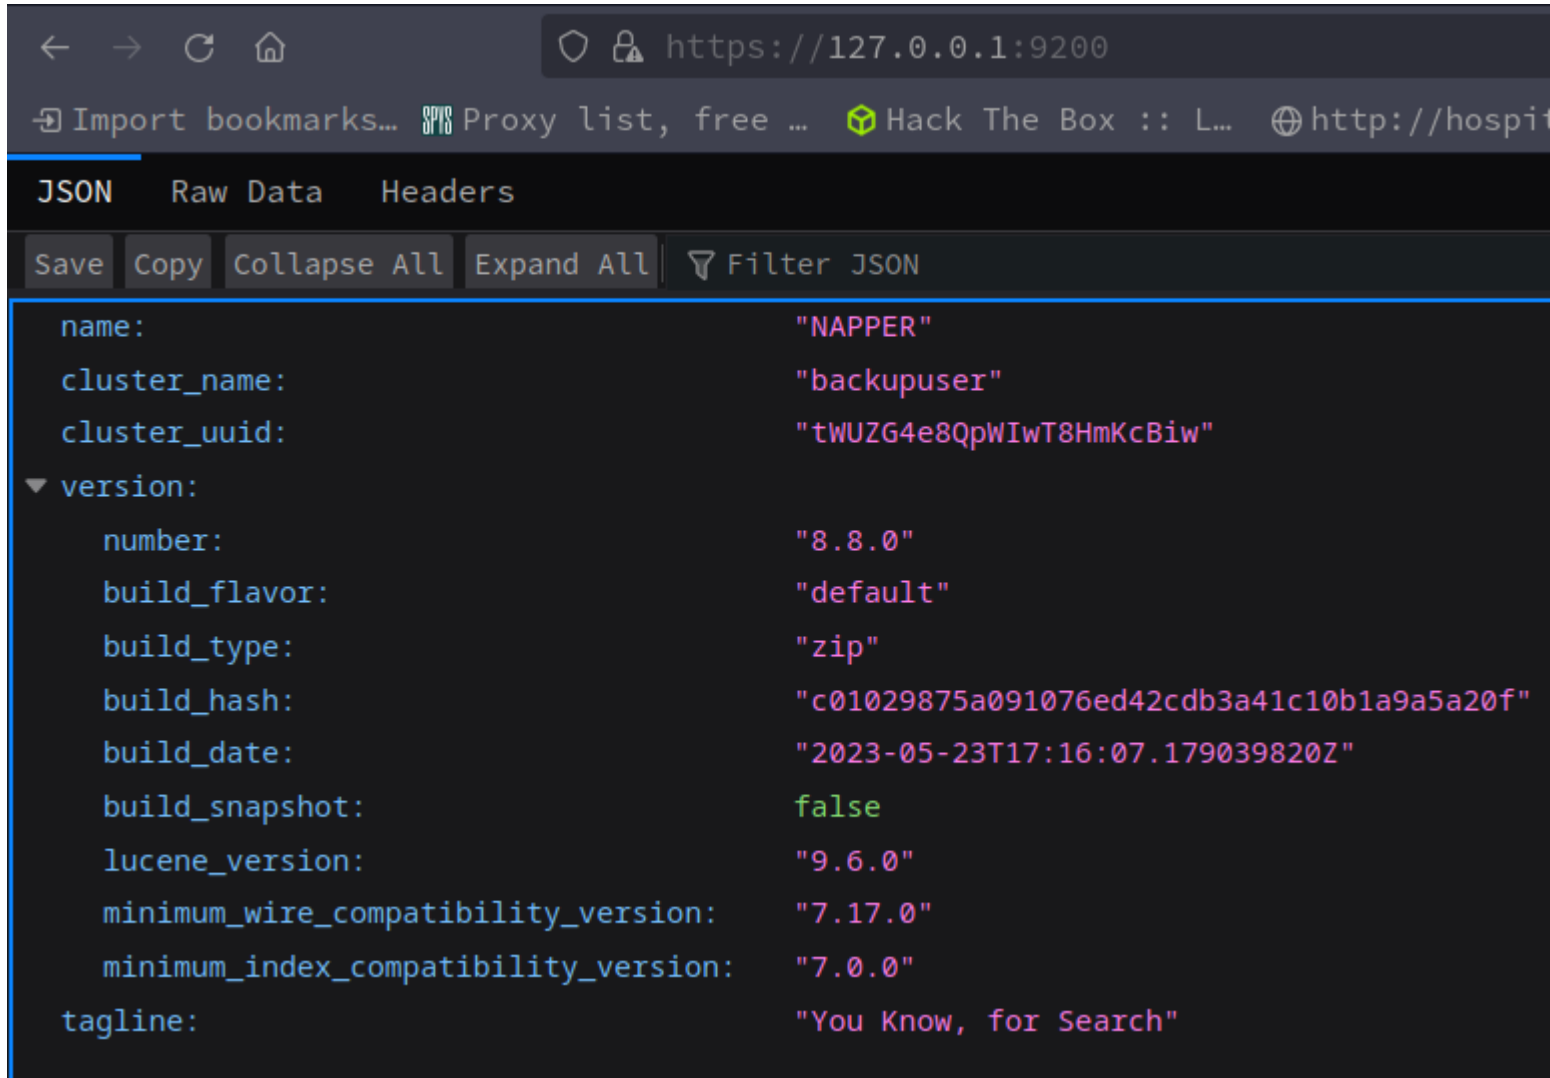 https://127.0.0.1:9200
Import bookmarks… SPYS Proxy list, free … Hack The Box :: L… http://hospit
JSON Raw Data Headers
Save Copy Collapse All Expand All Filter JSON
name: "NAPPER"
cluster_name: "backupuser"
cluster_uuid: "tWUZG4e8QpWIwT8HmKcBiw"
version:
number: "8.8.0"
build_flavor: "default"
build_type: "zip"
build_hash: "c01029875a091076ed42cdb3a41c10b1a9a5a20f"
build_date: "2023-05-23T17:16:07.179039820Z"
build_snapshot: false
lucene_version: "9.6.0"
minimum_wire_compatibility_version: "7.17.0"
minimum_index_compatibility_version: "7.0.0"
tagline: "You Know, for Search"